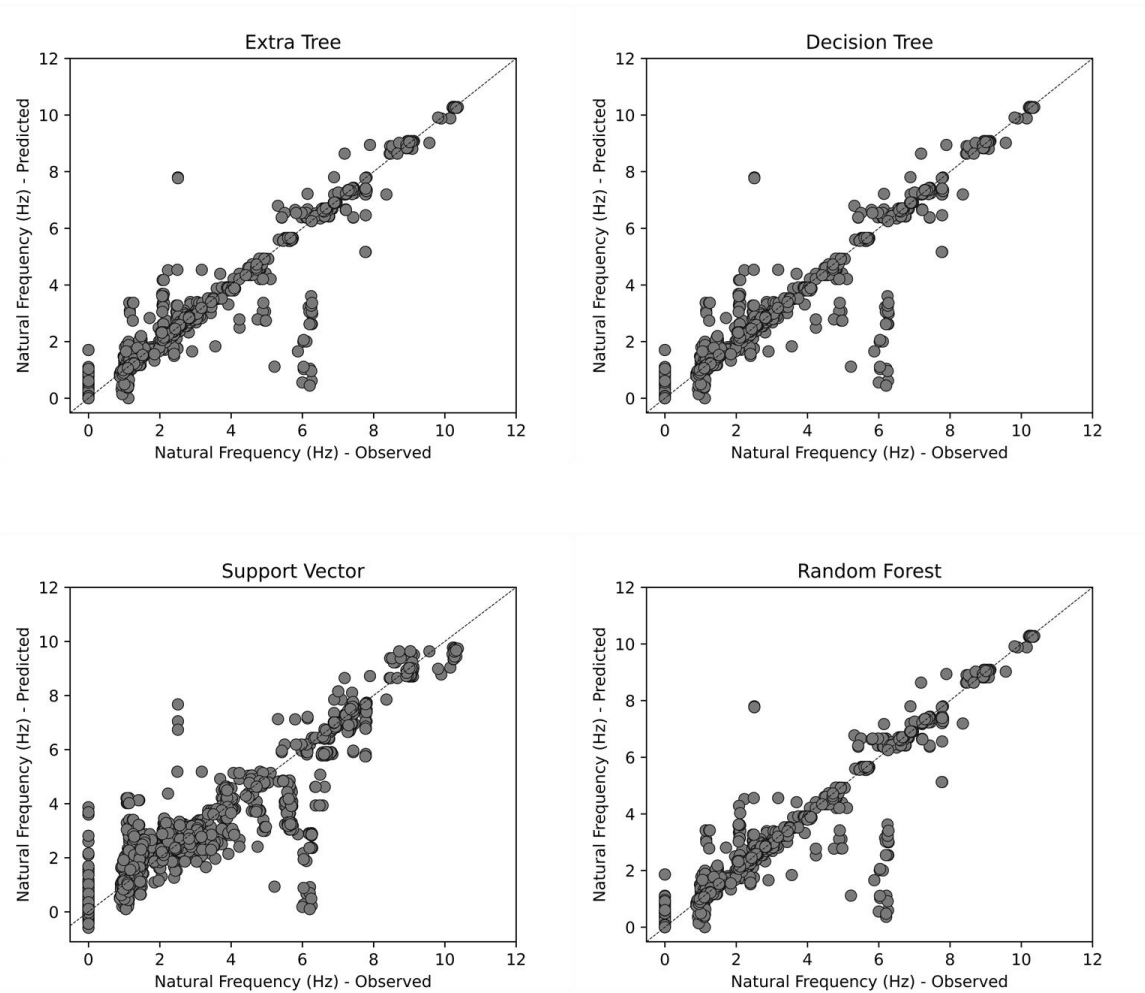 Extra Tree
Natural Frequency (Hz) - Predicted
12
10
8
6
4
2
0
0 2 4 6 8 10 12
Natural Frequency (Hz) - Observed
Decision Tree
Natural Frequency (Hz) - Predicted
12
10
8
6
4
2
0
0 2 4 6 8 10 12
Natural Frequency (Hz) - Observed
Support Vector
Natural Frequency (Hz) - Predicted
12
10
8
6
4
2
0
0 2 4 6 8 10 12
Natural Frequency (Hz) - Observed
Random Forest
Natural Frequency (Hz) - Predicted
12
10
8
6
4
2
0
0 2 4 6 8 10 12
Natural Frequency (Hz) - Observed